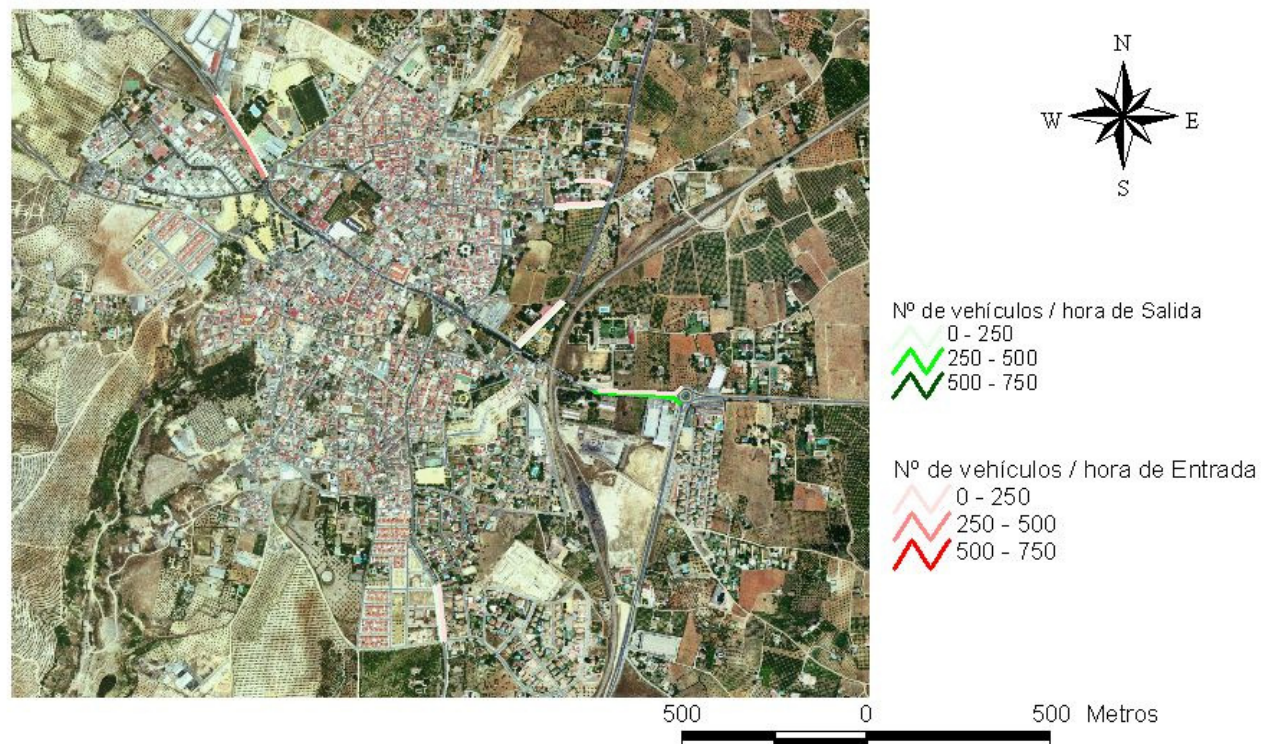 N
W E
S
Nº de vehículos / hora de Salida
0 - 250
250 - 500
500 - 750
Nº de vehículos / hora de Entrada
0 - 250
250 - 500
500 - 750
500 0 500 Metros